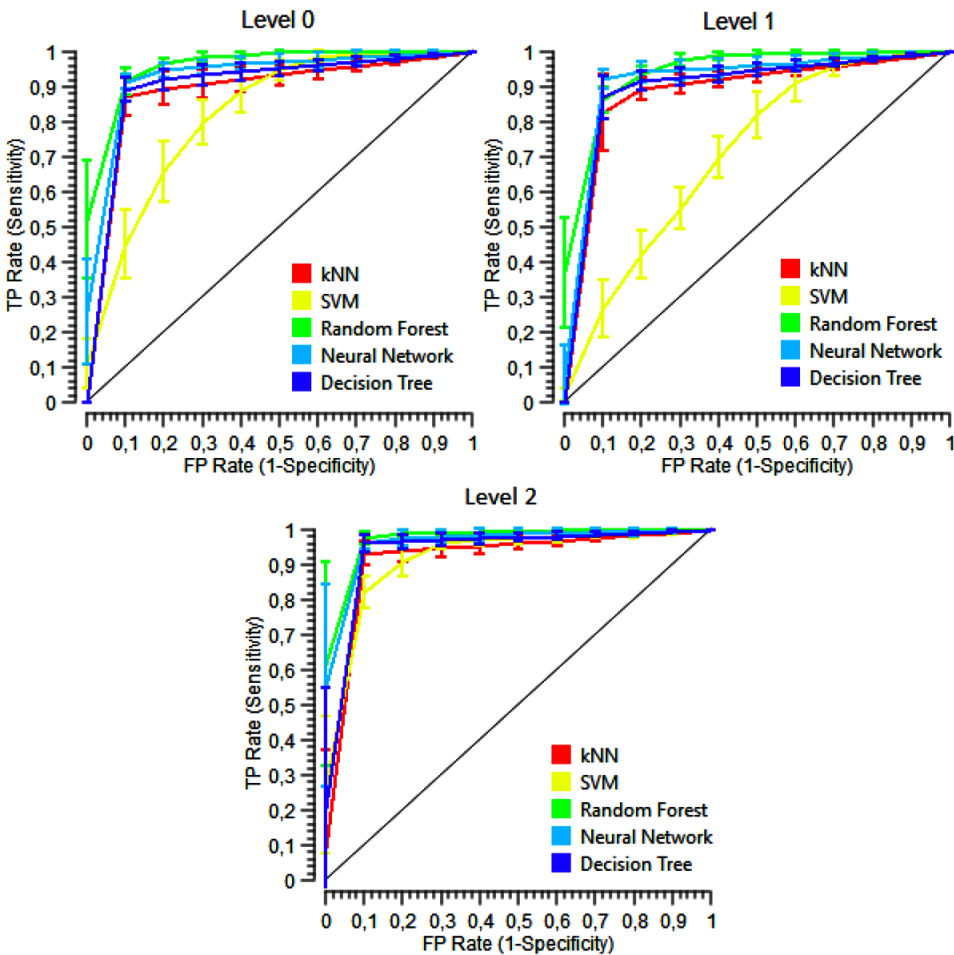 Level 0
TP Rate (Sensitivity)
1
0,9
0,8
0,7
0,6
0,5
0,4
0,3
0,2
0,1
0
kNN
SVM
Random Forest
Neural Network
Decision Tree
0 0,1 0,2 0,3 0,4 0,5 0,6 0,7 0,8 0,9 1
FP Rate (1-Specificity)
Level 1
TP Rate (Sensitivity)
1
0,9
0,8
0,7
0,6
0,5
0,4
0,3
0,2
0,1
0
kNN
SVM
Random Forest
Neural Network
Decision Tree
0 0,1 0,2 0,3 0,4 0,5 0,6 0,7 0,8 0,9 1
FP Rate (1-Specificity)
Level 2
TP Rate (Sensitivity)
1
0,9
0,8
0,7
0,6
0,5
0,4
0,3
0,2
0,1
0
kNN
SVM
Random Forest
Neural Network
Decision Tree
0 0,1 0,2 0,3 0,4 0,5 0,6 0,7 0,8 0,9 1
FP Rate (1-Specificity)